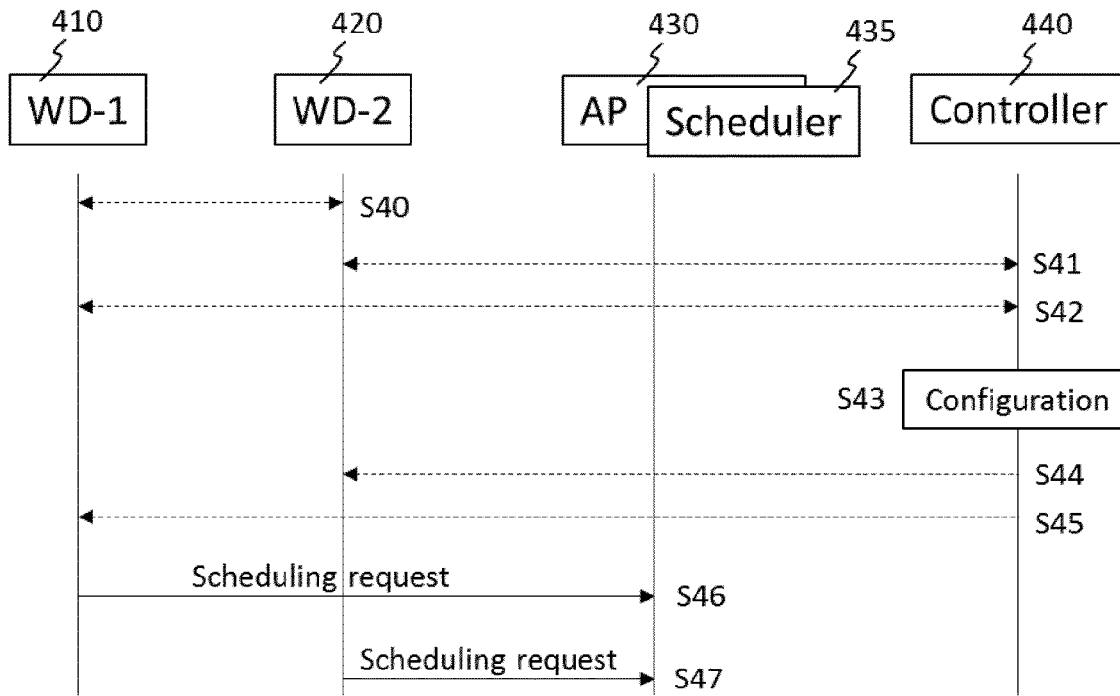 410 420 430 435 440
WD-1 WD-2 AP Scheduler Controller
S40
S41
S42
S43 Configuration
S44
S45
Scheduling request S46
Scheduling request S47